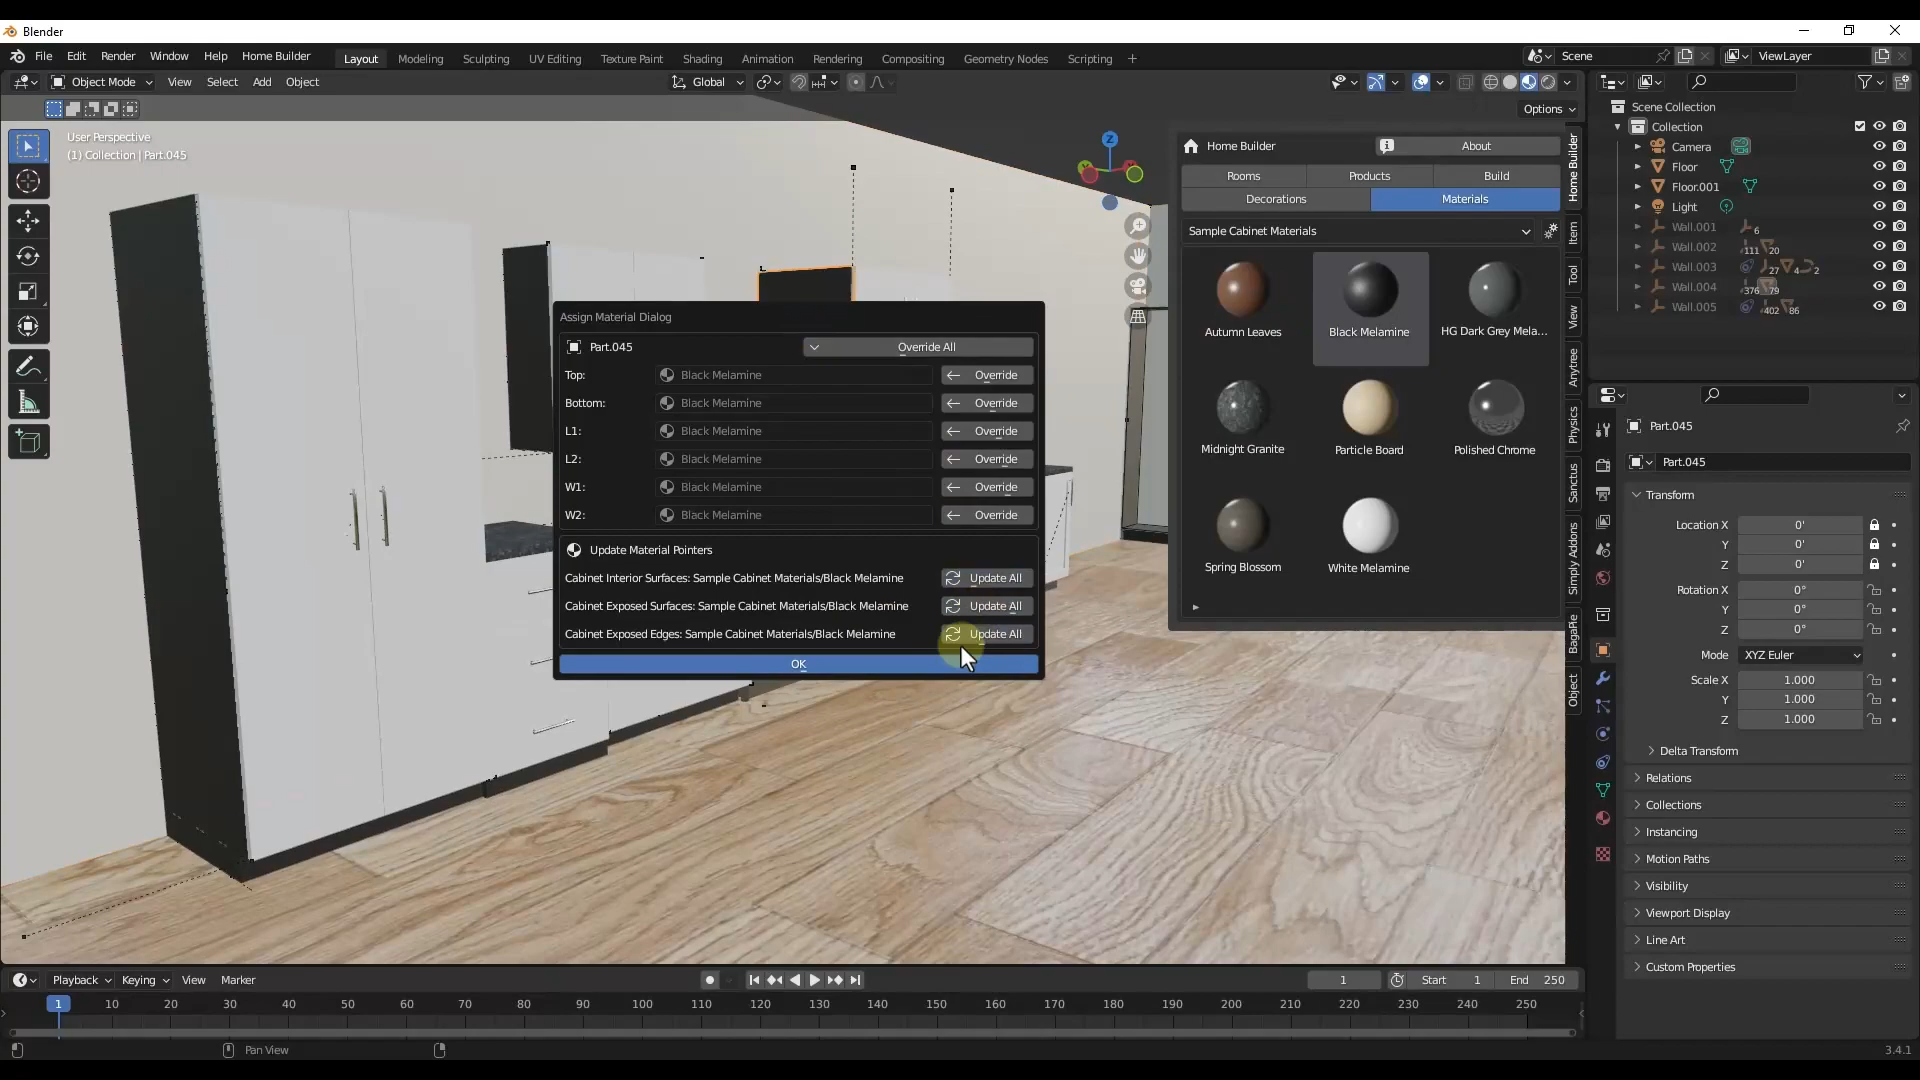 Blender
File Edit Render Window Help Home Builder Layout Modeling Sculpting UV Editing Texture Paint Shading Animation Rendering Compositing Geometry Nodes Scripting + Scene ViewLayer
Object Mode View Select Add Object Global
Options
User Perspective
(1) Collection | Part.045
Home Builder About
Rooms Products Build
Decorations Materials
Sample Cabinet Materials
Autumn Leaves Black Melamine HG Dark Grey Mela...
Midnight Granite Particle Board Polished Chrome
Spring Blossom White Melamine
Home Builder
Item
Tool
View
Anytree
Physics
Sanctus
Simply Addons
BagaPie
Object
Assign Material Dialog
Part.045 Override All
Top: Black Melamine Override
Bottom: Black Melamine Override
L1: Black Melamine Override
L2: Black Melamine Override
W1: Black Melamine Override
W2: Black Melamine Override
Update Material Pointers
Cabinet Interior Surfaces: Sample Cabinet Materials/Black Melamine Update All
Cabinet Exposed Surfaces: Sample Cabinet Materials/Black Melamine Update All
Cabinet Exposed Edges: Sample Cabinet Materials/Black Melamine Update All
OK
Scene Collection
Collection
Camera
Floor
Floor.001
Light
Wall.001 6
Wall.002 111 20
Wall.003 27 4 2
Wall.004 376 79
Wall.005 402 86
Part.045
Part.045
Transform
Location X 0'
Y 0'
Z 0'
Rotation X 0°
Y 0°
Z 0°
Mode XYZ Euler
Scale X 1.000
Y 1.000
Z 1.000
Delta Transform
Relations
Collections
Instancing
Motion Paths
Visibility
Viewport Display
Line Art
Custom Properties
Z
Playback Keying View Marker 1 Start 1 End 250
1 10 20 30 40 50 60 70 80 90 100 110 120 130 140 150 160 170 180 190 200 210 220 230 240 250
Pan View 3.4.1